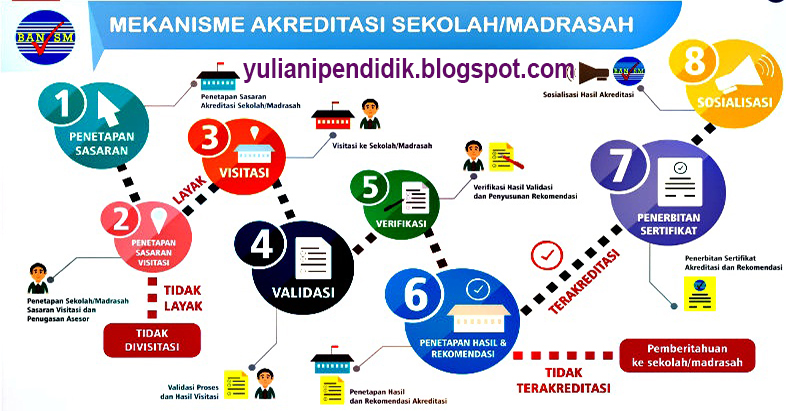 BAN SM
MEKANISME AKREDITASI SEKOLAH/MADRASAH
yulianipendidik.blogspot.com
1
PENETAPAN
SASARAN
Penetapan Sasaran
Akreditasi Sekolah/Madrasah
2
PENETAPAN
SASARAN
VISITASI
Penetapan Sekolah/Madrasah
Sasaran Visitasi dan
Penugasan Asesor
LAYAK
TIDAK
LAYAK
TIDAK
DIVISITASI
3
VISITASI
Visitasi ke Sekolah/Madrasah
4
VALIDASI
Validasi Proses
dan Hasil Visitasi
5
VERIFIKASI
Verifikasi Hasil Validasi
dan Penyusunan Rekomendasi
6
PENETAPAN HASIL &
REKOMENDASI
Penetapan Hasil
dan Rekomendasi Akreditasi
TERAKREDITASI
TIDAK
TERAKREDITASI
Pemberitahuan
ke sekolah/madrasah
7
PENERBITAN
SERTIFIKAT
Penerbitan Sertifikat
Akreditasi dan Rekomendasi
8
SOSIALISASI
BAN SM
Sosialisasi Hasil Akreditasi